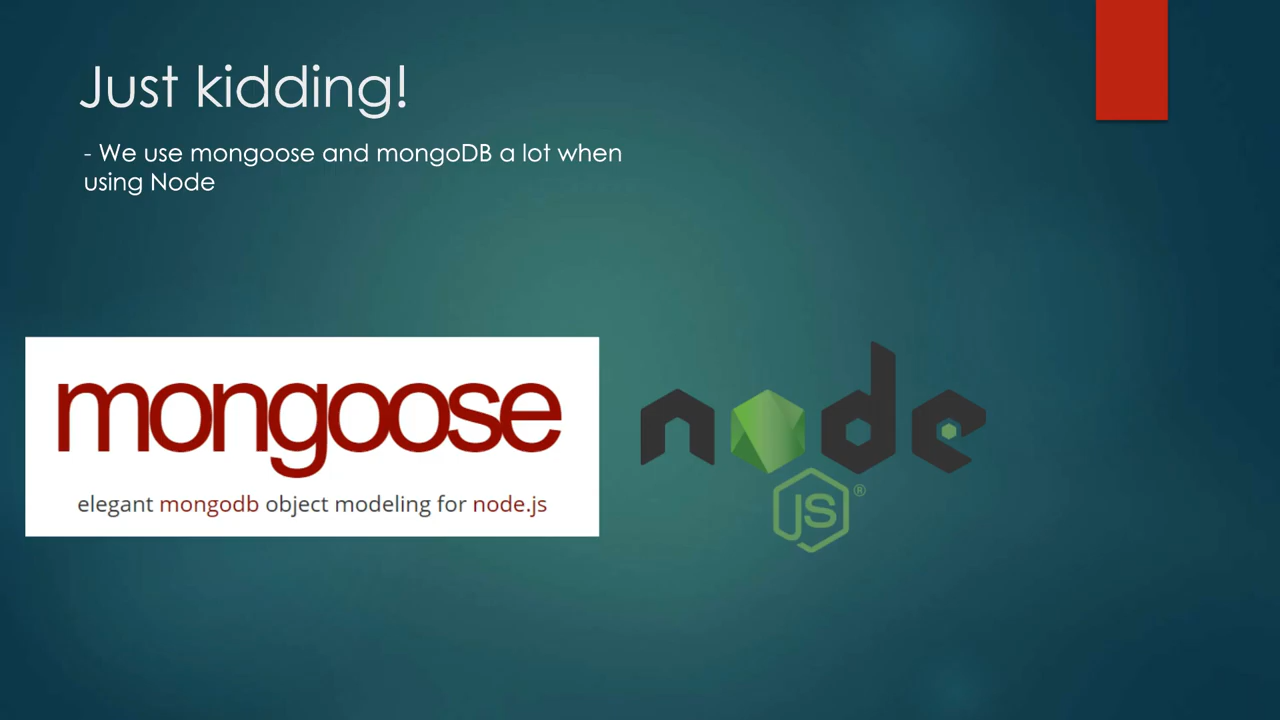 Just kidding!
- We use mongoose and mongoDB a lot when
using Node
mongoose
elegant mongodb object modeling for node.js
node
JS®